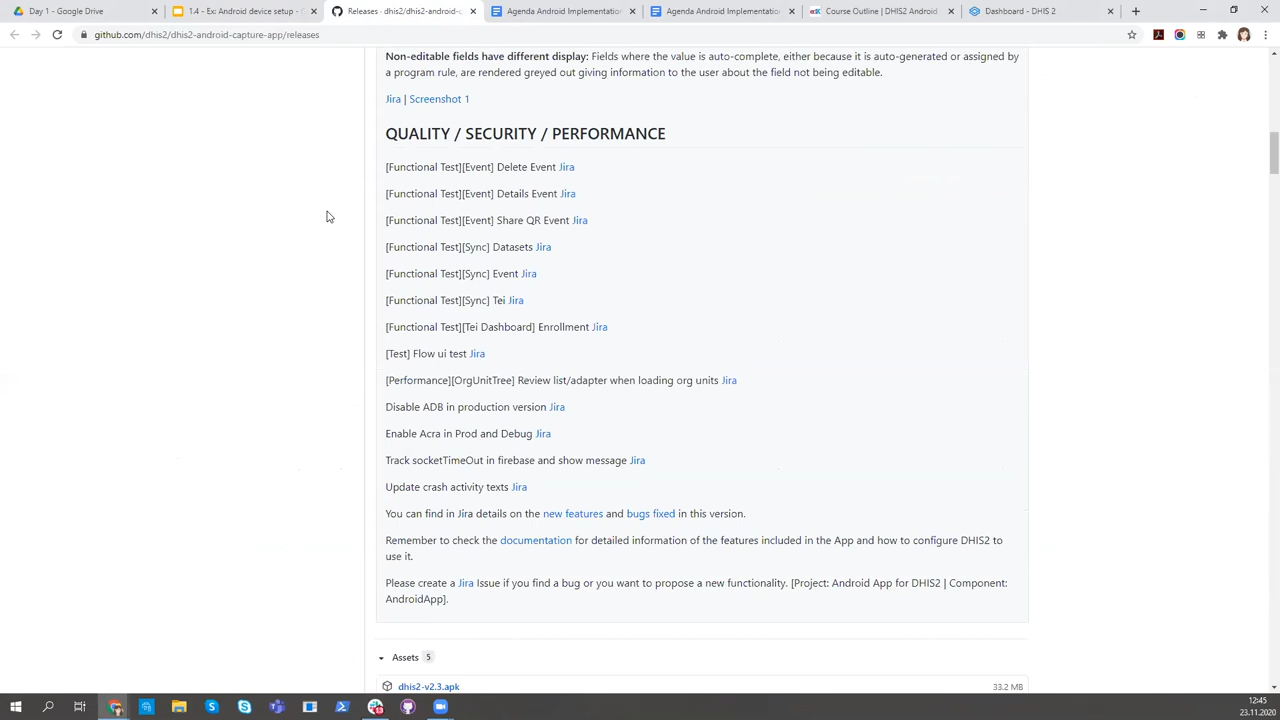 Day 1 - Google Drive
1.4 – Ex: Android device setup - G
Releases · dhis2/dhis2-android-c
Agenda Android Implementation
Agenda Android Implementation
Course Outline | DHIS2 Android
Dashboard - DHIS 2
github.com/dhis2/dhis2-android-capture-app/releases
Non-editable fields have different display: Fields where the value is auto-complete, either because it is auto-generated or assigned
by a program rule, are rendered greyed out giving information to the user about the field not being editable.
Jira | Screenshot 1
QUALITY / SECURITY / PERFORMANCE
[Functional Test][Event] Delete Event Jira
[Functional Test][Event] Details Event Jira
[Functional Test][Event] Share QR Event Jira
[Functional Test][Sync] Datasets Jira
[Functional Test][Sync] Event Jira
[Functional Test][Sync] Tei Jira
[Functional Test][Tei Dashboard] Enrollment Jira
[Test] Flow ui test Jira
[Performance][OrgUnitTree] Review list/adapter when loading org units Jira
Disable ADB in production version Jira
Enable Acra in Prod and Debug Jira
Track socketTimeOut in firebase and show message Jira
Update crash activity texts Jira
You can find in Jira details on the new features and bugs fixed in this version.
Remember to check the documentation for detailed information of the features included in the App and how to configure DHIS2 to
use it.
Please create a Jira Issue if you find a bug or you want to propose a new functionality. [Project: Android App for DHIS2 | Component:
AndroidApp].
Assets 5
dhis2-v2.3.apk
33.2 MB
12:45
23.11.2020